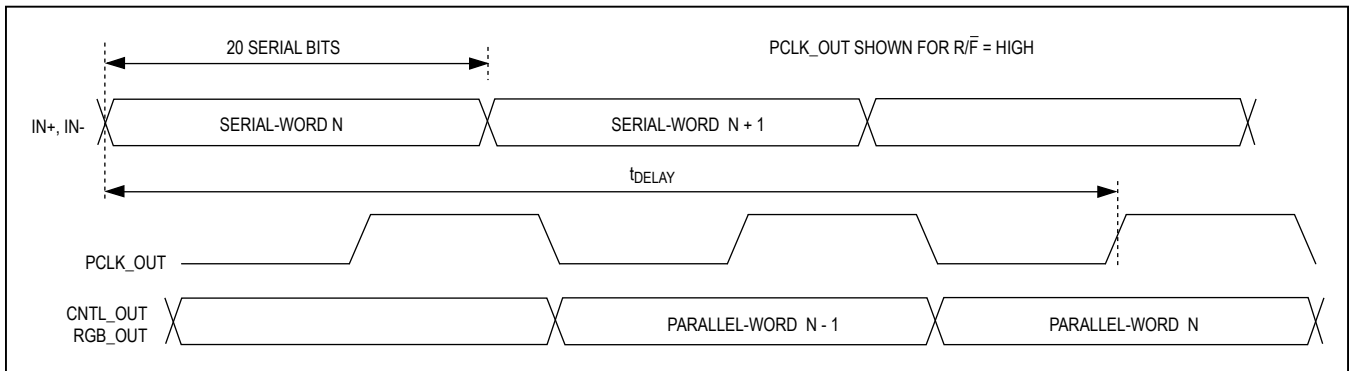 20 SERIAL BITS
PCLK_OUT SHOWN FOR R/F̅ = HIGH
IN+, IN-
SERIAL-WORD N
SERIAL-WORD N + 1
tDELAY
PCLK_OUT
CNTL_OUT
RGB_OUT
PARALLEL-WORD N - 1
PARALLEL-WORD N